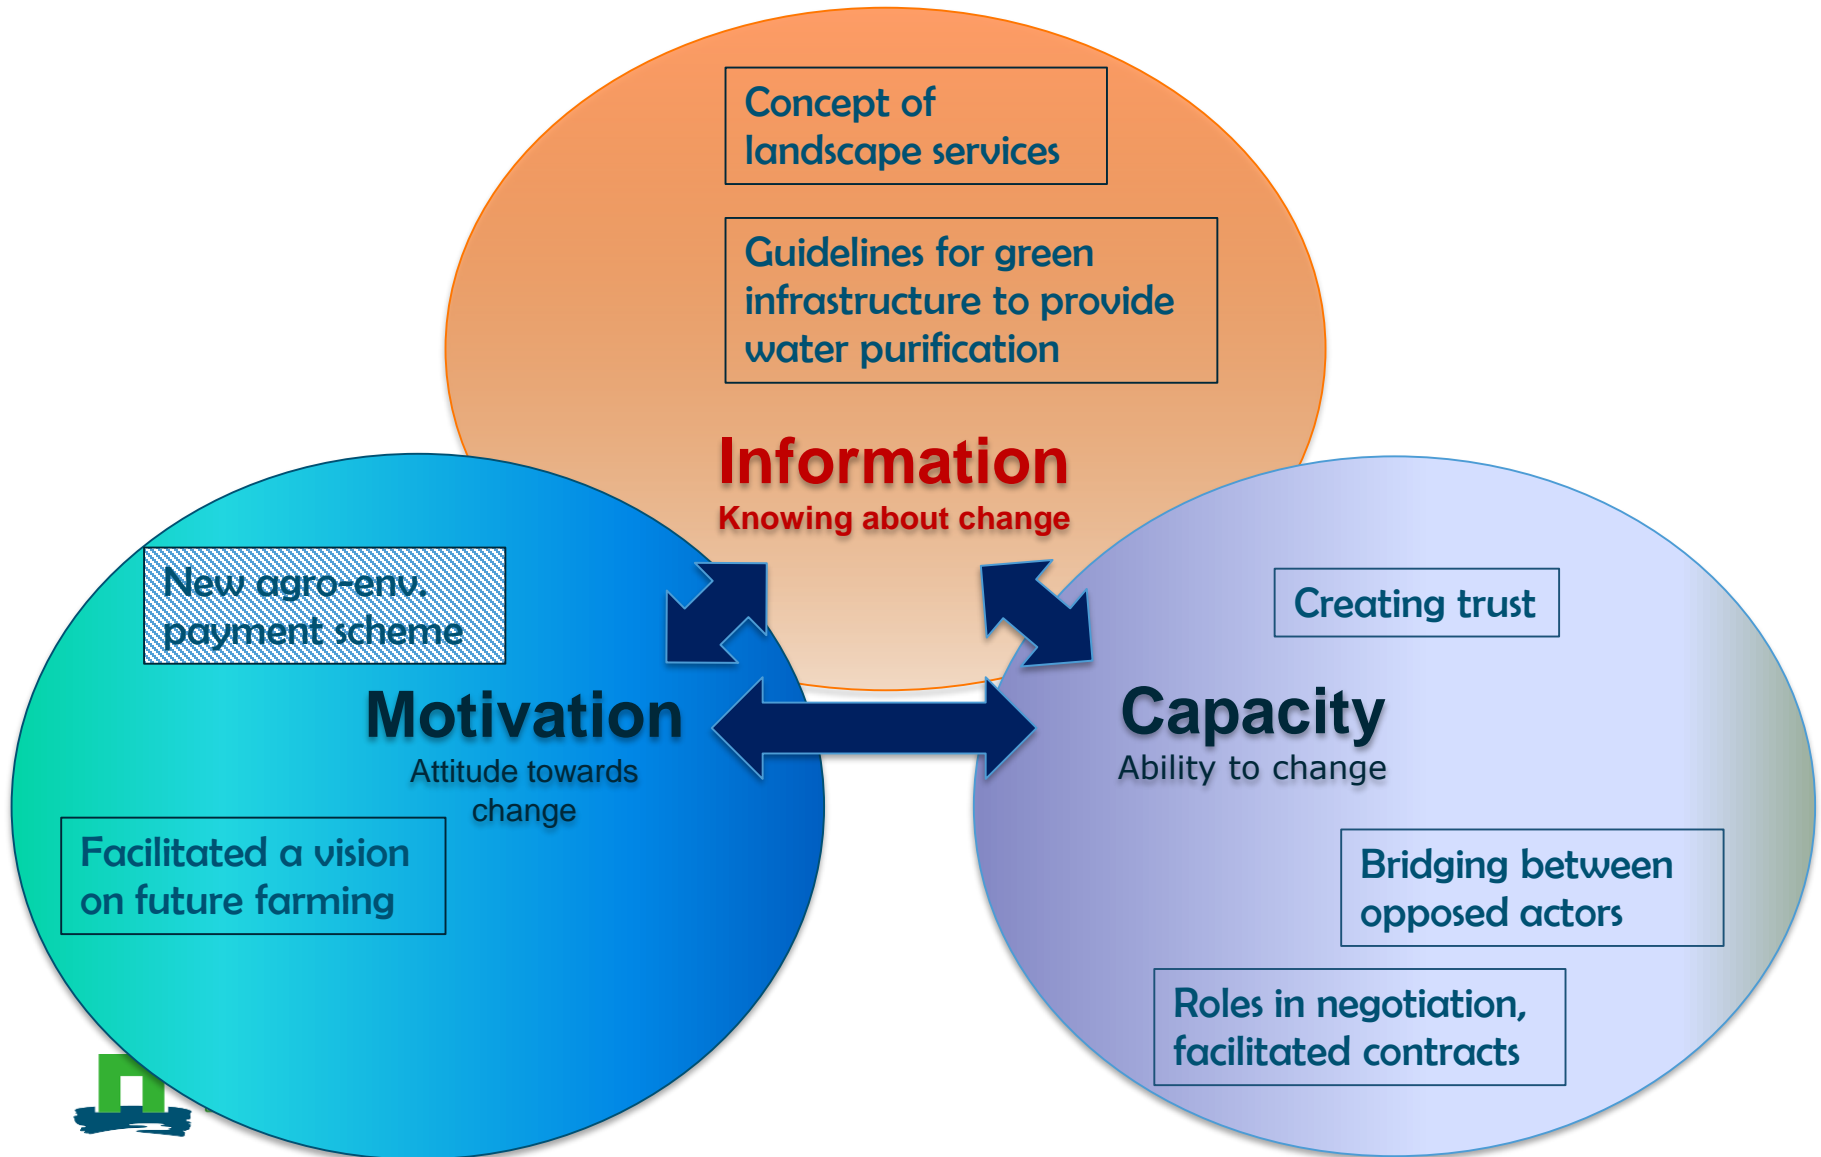 Concept of
landscape services
Guidelines for green
infrastructure to provide
water purification
Information
Knowing about change
New agro-env.
payment scheme
Motivation
Attitude towards
change
Facilitated a vision
on future farming
Creating trust
Capacity
Ability to change
Bridging between
opposed actors
Roles in negotiation,
facilitated contracts